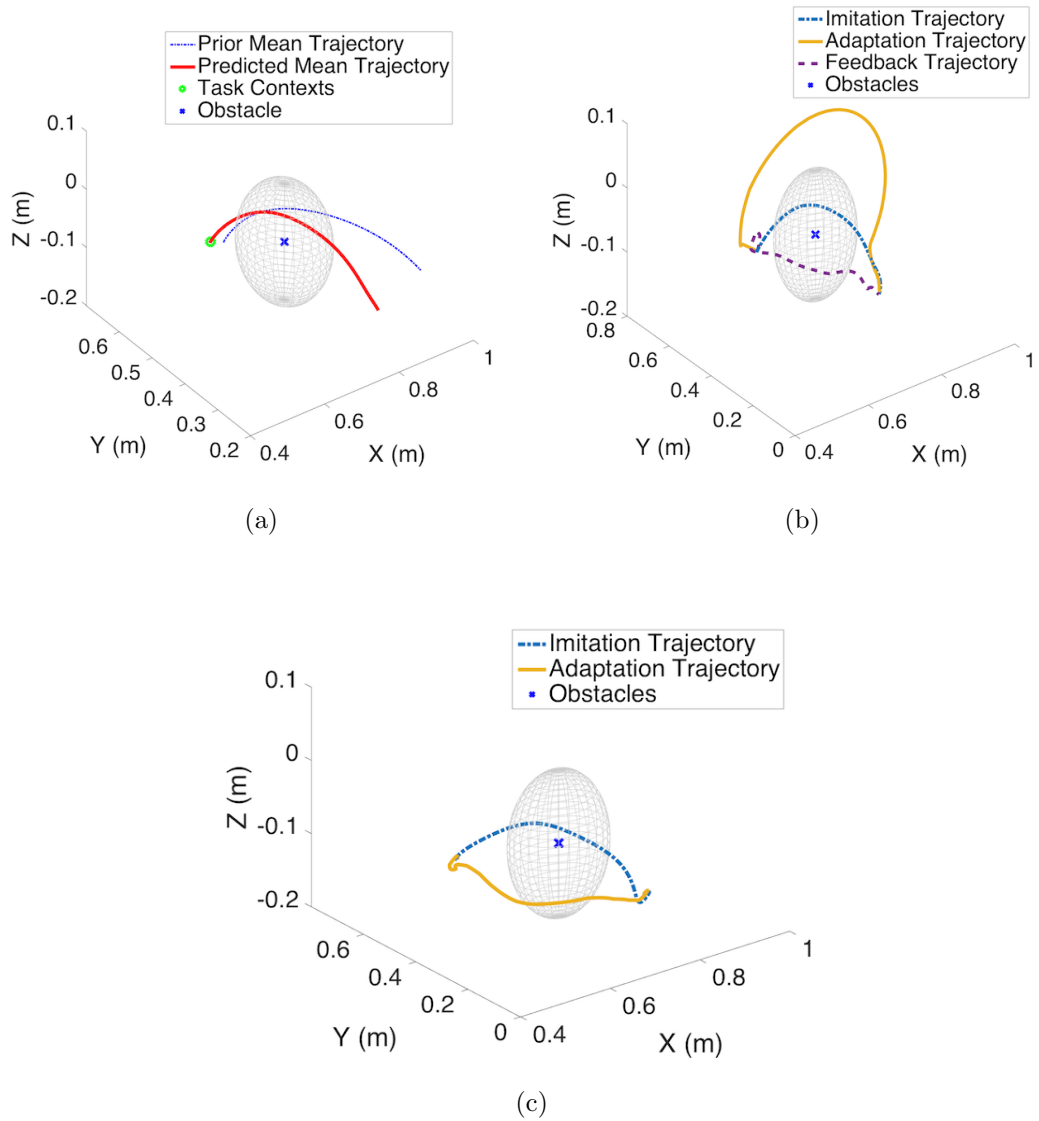 Prior Mean Trajectory
Predicted Mean Trajectory
Task Contexts
Obstacle
0.1
0
-0.1
-0.2
Z (m)
0.6
0.5
0.4
0.3
0.2
Y (m)
0.4
0.6
0.8
1
X (m)
(a)
Imitation Trajectory
Adaptation Trajectory
Feedback Trajectory
Obstacles
0.1
0
-0.1
-0.2
Z (m)
0.8
0.6
0.4
0.2
0
Y (m)
0.4
0.6
0.8
1
X (m)
(b)
Imitation Trajectory
Adaptation Trajectory
Obstacles
0.1
0
-0.1
-0.2
Z (m)
0.6
0.4
0.2
0
Y (m)
0.4
0.6
0.8
1
X (m)
(c)